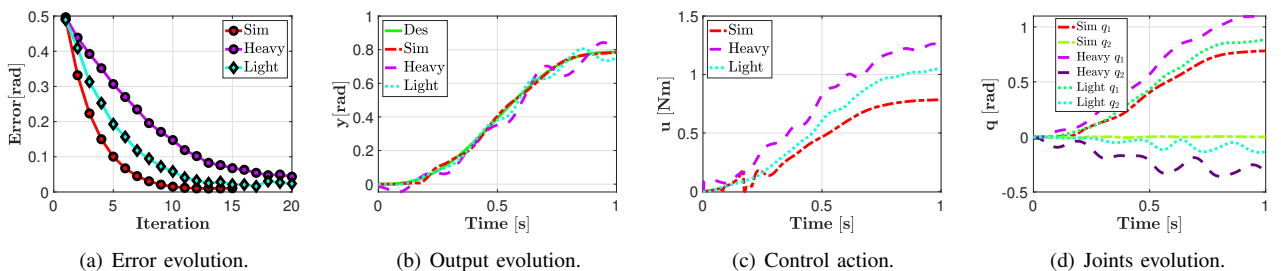 0.5
0.4
0.3
0.2
0.1
0
Error[rad]
0 5 10 15 20
Iteration
Sim
Heavy
Light
(a) Error evolution.
1
0.8
0.6
0.4
0.2
0
y[rad]
0 0.5 1
Time [s]
Des
Sim
Heavy
Light
(b) Output evolution.
1.5
1
0.5
0
u [Nm]
0 0.5 1
Time [s]
Sim
Heavy
Light
(c) Control action.
1
0.5
0
-0.5
q [rad]
0 0.5 1
Time [s]
Sim q₁
Sim q₂
Heavy q₁
Heavy q₂
Light q₁
Light q₂
(d) Joints evolution.